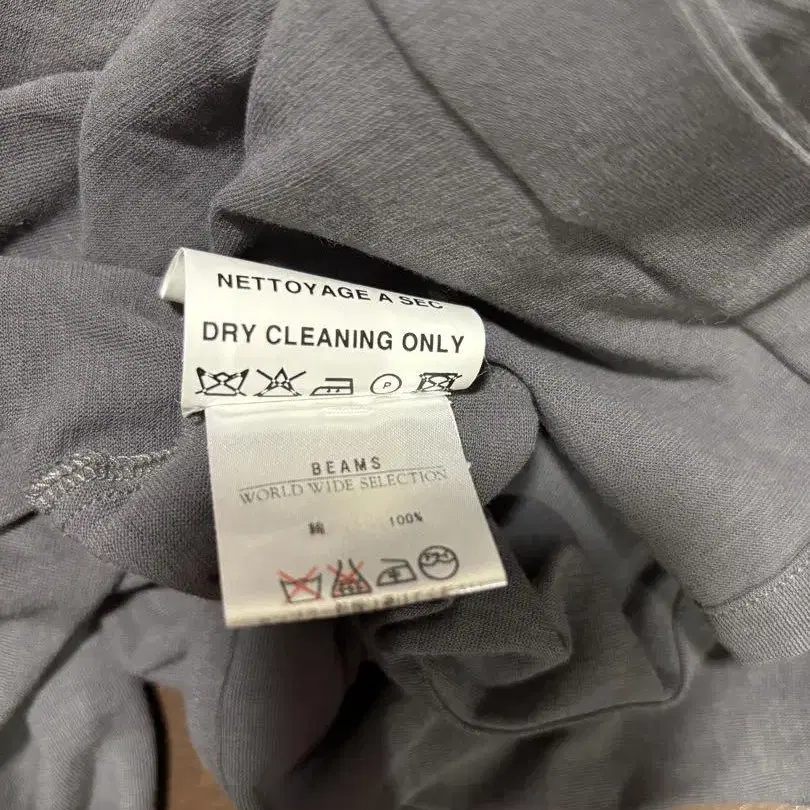 NETTOYAGE A SEC
DRY CLEANING ONLY
P
BEAMS
WORLD WIDE SELECTION
綿 100%